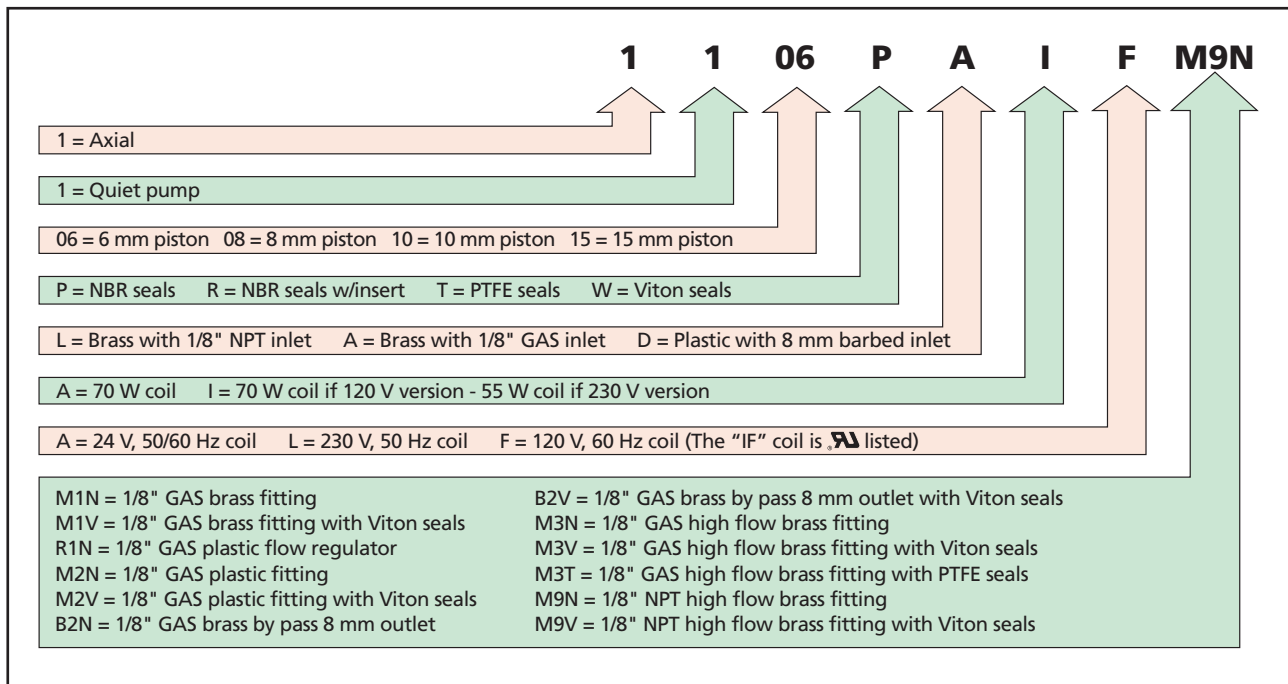 1 1 06 P A I F M9N
1 = Axial
1 = Quiet pump
06 = 6 mm piston 08 = 8 mm piston 10 = 10 mm piston 15 = 15 mm piston
P = NBR seals R = NBR seals w/insert T = PTFE seals W = Viton seals
L = Brass with 1/8" NPT inlet A = Brass with 1/8" GAS inlet D = Plastic with 8 mm barbed inlet
A = 70 W coil I = 70 W coil if 120 V version - 55 W coil if 230 V version
A = 24 V, 50/60 Hz coil L = 230 V, 50 Hz coil F = 120 V, 60 Hz coil (The “IF” coil is listed)
M1N = 1/8" GAS brass fitting
M1V = 1/8" GAS brass fitting with Viton seals
R1N = 1/8" GAS plastic flow regulator
M2N = 1/8" GAS plastic fitting
M2V = 1/8" GAS plastic fitting with Viton seals
B2N = 1/8" GAS brass by pass 8 mm outlet
B2V = 1/8" GAS brass by pass 8 mm outlet with Viton seals
M3N = 1/8" GAS high flow brass fitting
M3V = 1/8" GAS high flow brass fitting with Viton seals
M3T = 1/8" GAS high flow brass fitting with PTFE seals
M9N = 1/8" NPT high flow brass fitting
M9V = 1/8" NPT high flow brass fitting with Viton seals